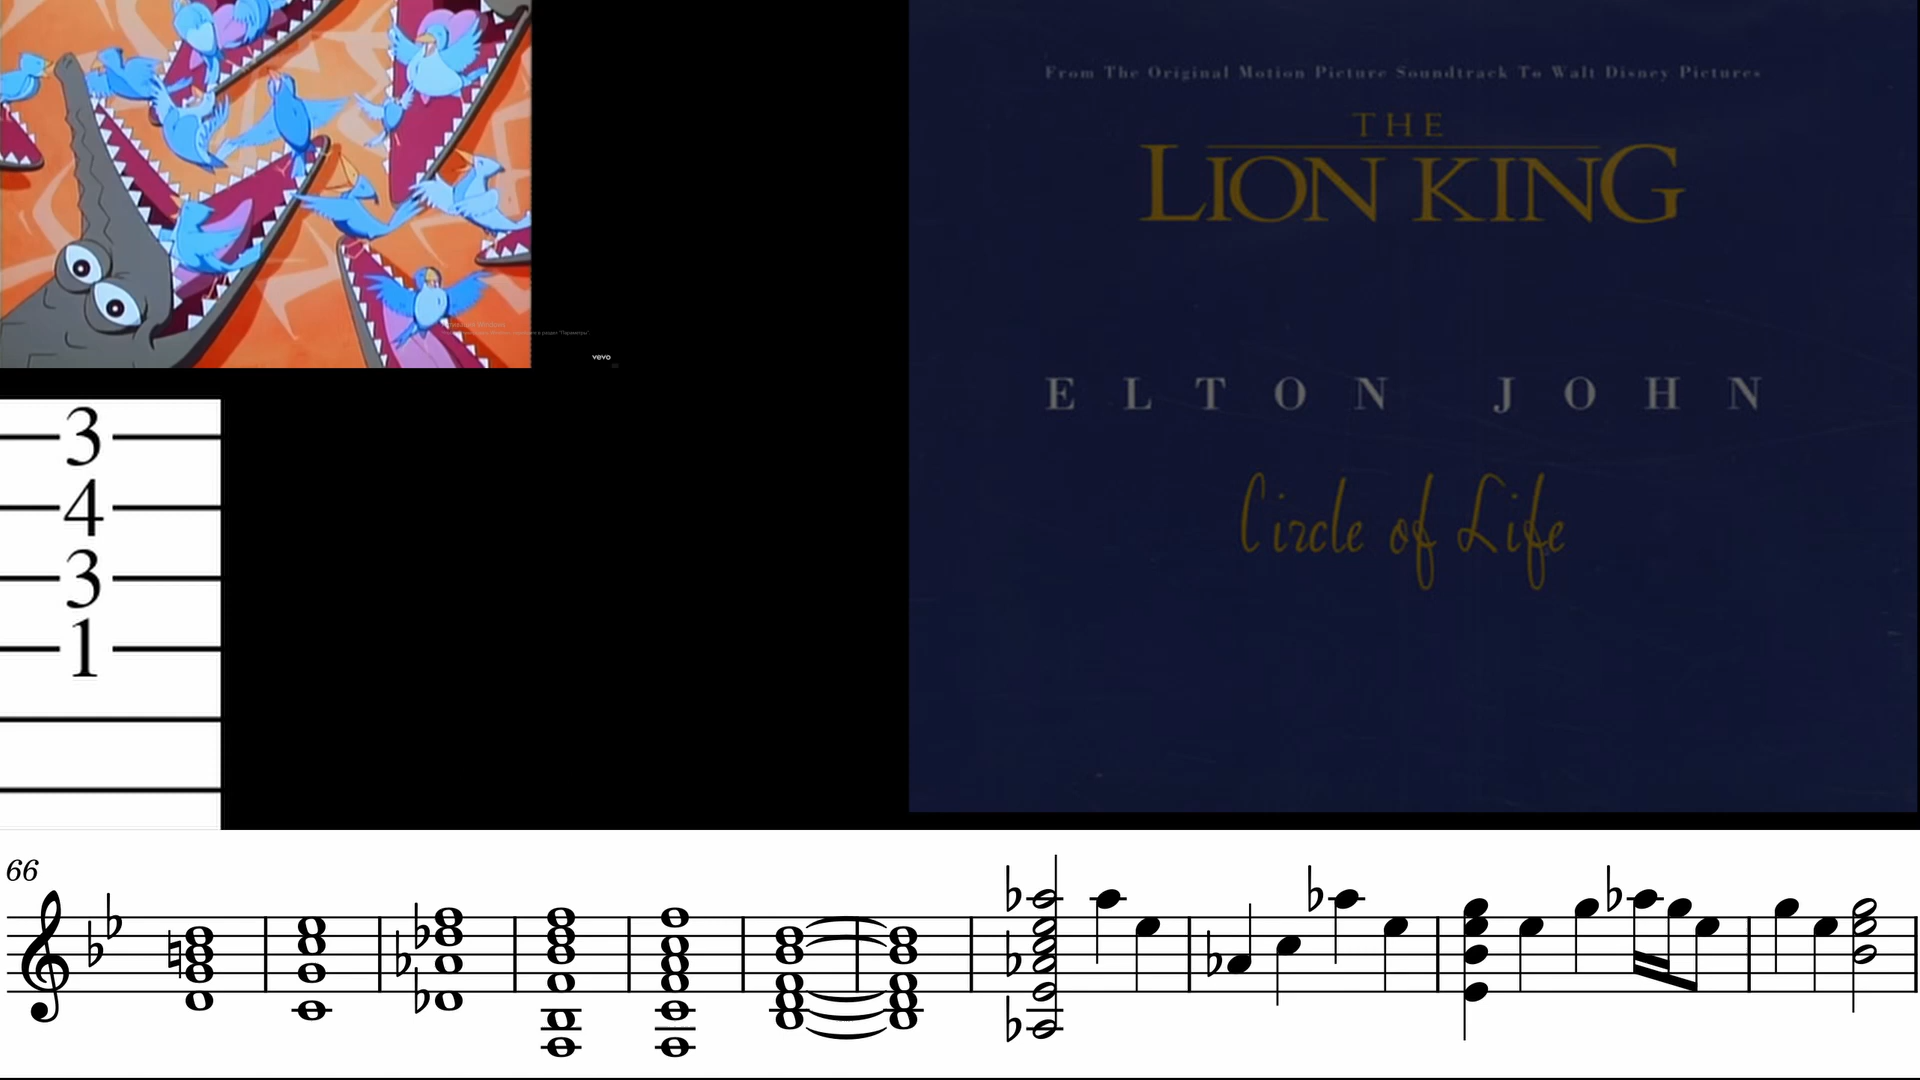 From The Original Motion Picture Soundtrack To Walt Disney Pictures
THE
LION KING
ELTON JOHN
Circle of Life
vevo
3
4
3
1
66